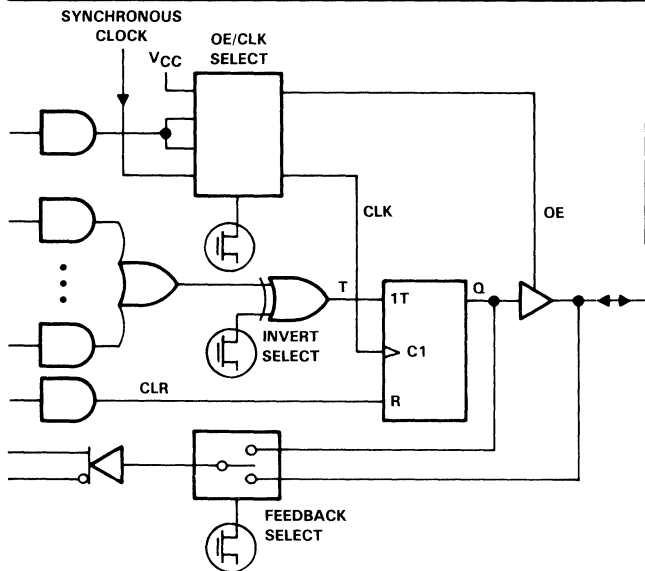 SYNCHRONOUS
CLOCK
OE/CLK
SELECT
VCC
CLK
OE
T
1T
Q
INVERT
SELECT
C1
CLR
R
FEEDBACK
SELECT